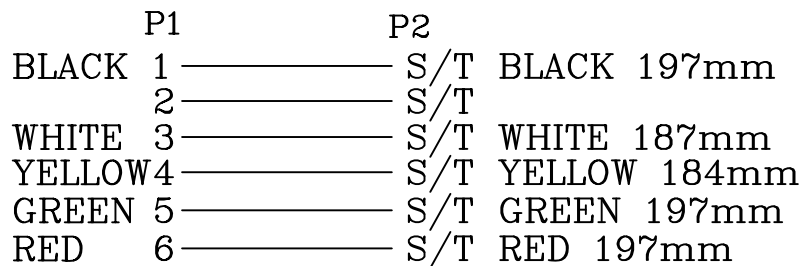 P1 P2
BLACK 1 S/T BLACK 197mm
2 S/T
WHITE 3 S/T WHITE 187mm
YELLOW4 S/T YELLOW 184mm
GREEN 5 S/T GREEN 197mm
RED 6 S/T RED 197mm